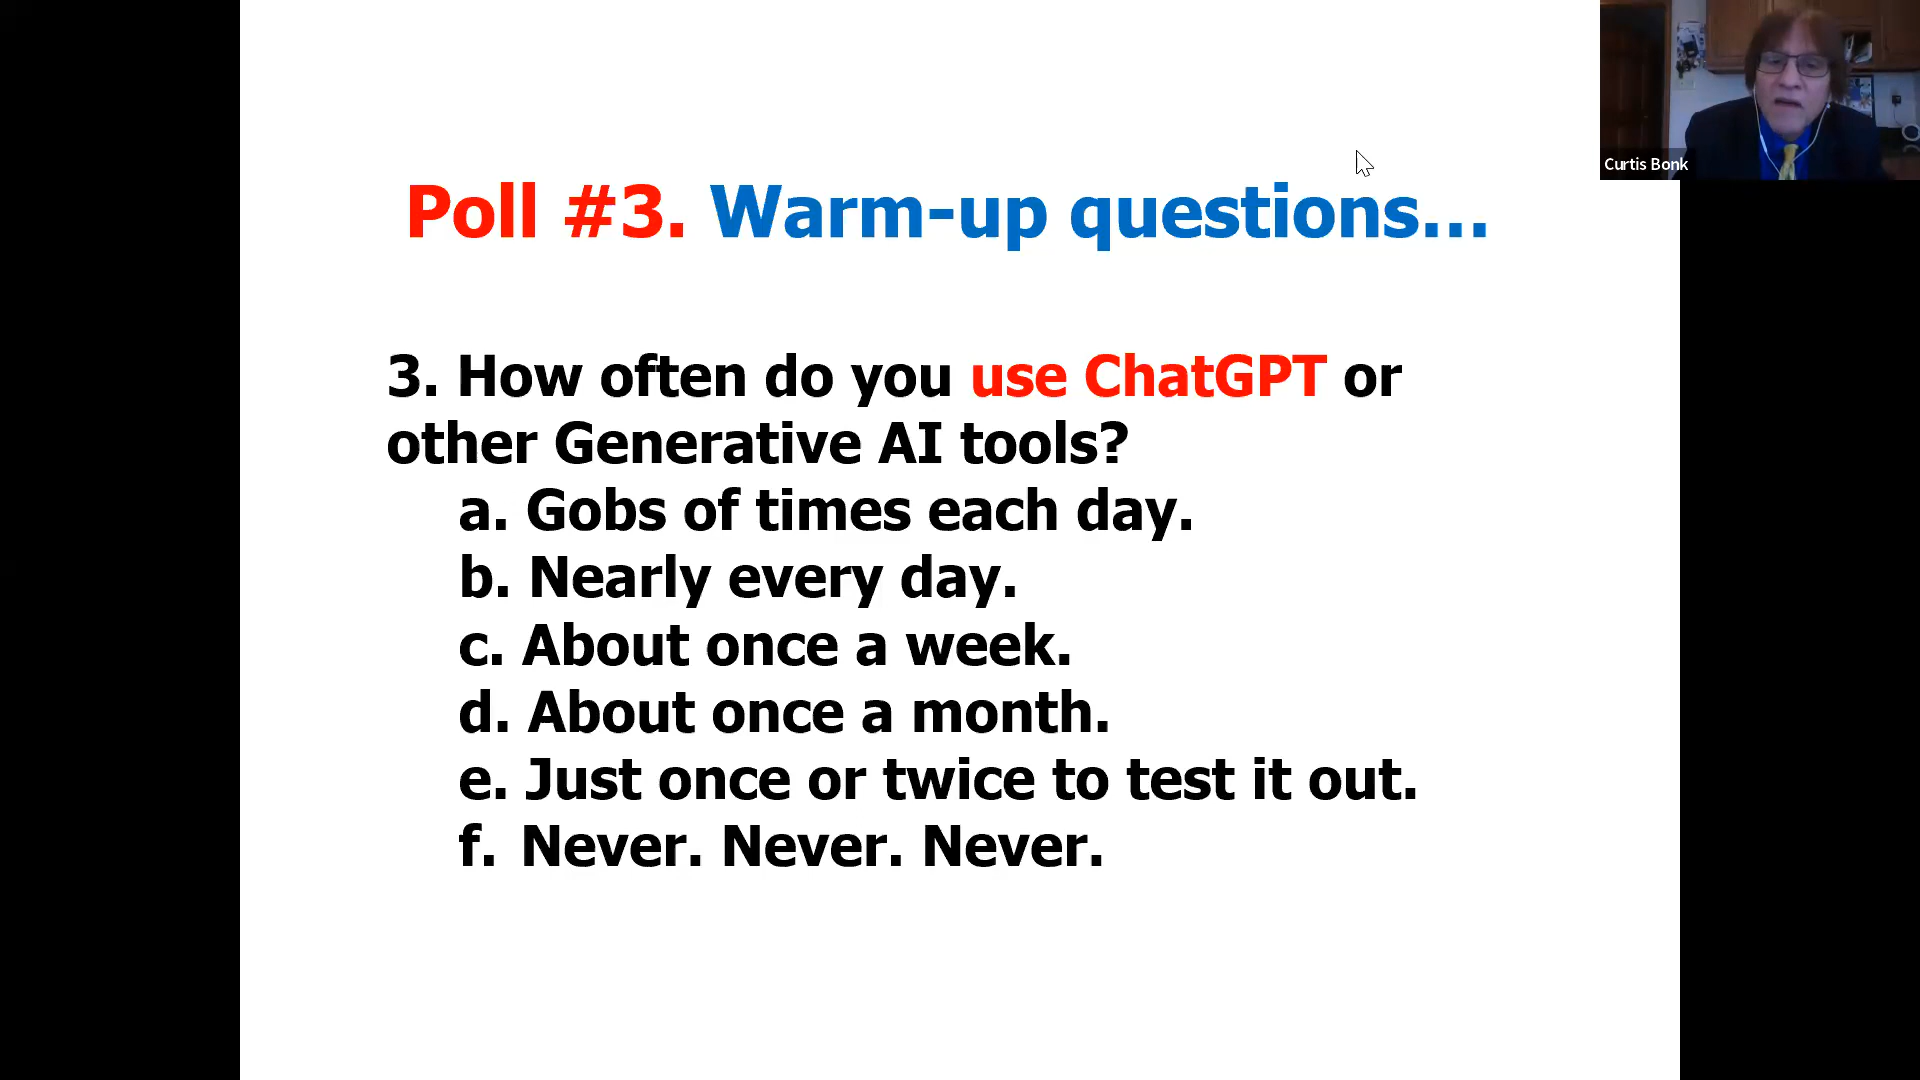 Poll #3. Warm-up questions...
3. How often do you use ChatGPT or
other Generative AI tools?
a. Gobs of times each day.
b. Nearly every day.
c. About once a week.
d. About once a month.
e. Just once or twice to test it out.
f. Never. Never. Never.
Curtis Bonk